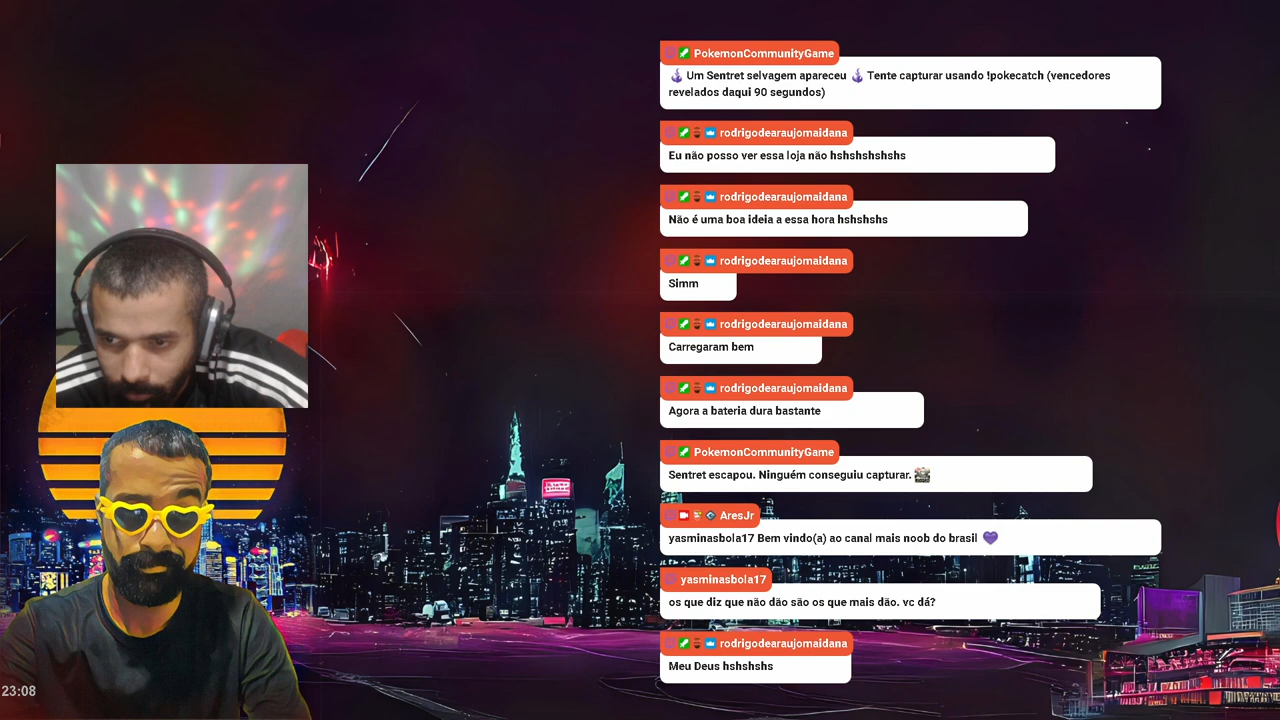 PokemonCommunityGame
Um Sentret selvagem apareceu Tente capturar usando !pokecatch (vencedores
revelados daqui 90 segundos)
rodrigodearaujomaidana
Eu não posso ver essa loja não hshshshshshs
rodrigodearaujomaidana
Não é uma boa ideia a essa hora hshshshs
rodrigodearaujomaidana
Simm
rodrigodearaujomaidana
Carregaram bem
rodrigodearaujomaidana
Agora a bateria dura bastante
PokemonCommunityGame
Sentret escapou. Ninguém conseguiu capturar.
AresJr
yasminasbola17 Bem vindo(a) ao canal mais noob do brasil
yasminasbola17
os que diz que não dão são os que mais dão. vc dá?
rodrigodearaujomaidana
Meu Deus hshshshs
23:08